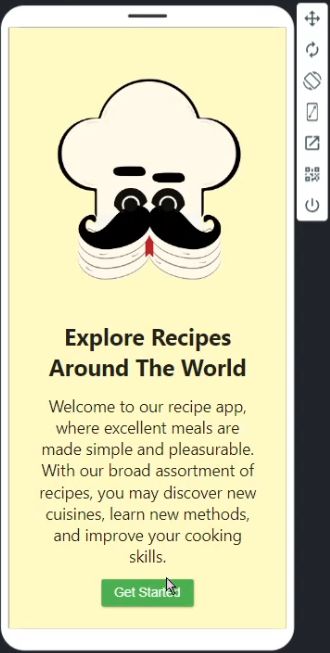 Explore Recipes
Around The World
Welcome to our recipe app,
where excellent meals are
made simple and pleasurable.
With our broad assortment of
recipes, you may discover new
cuisines, learn new methods,
and improve your cooking
skills.
Get Started